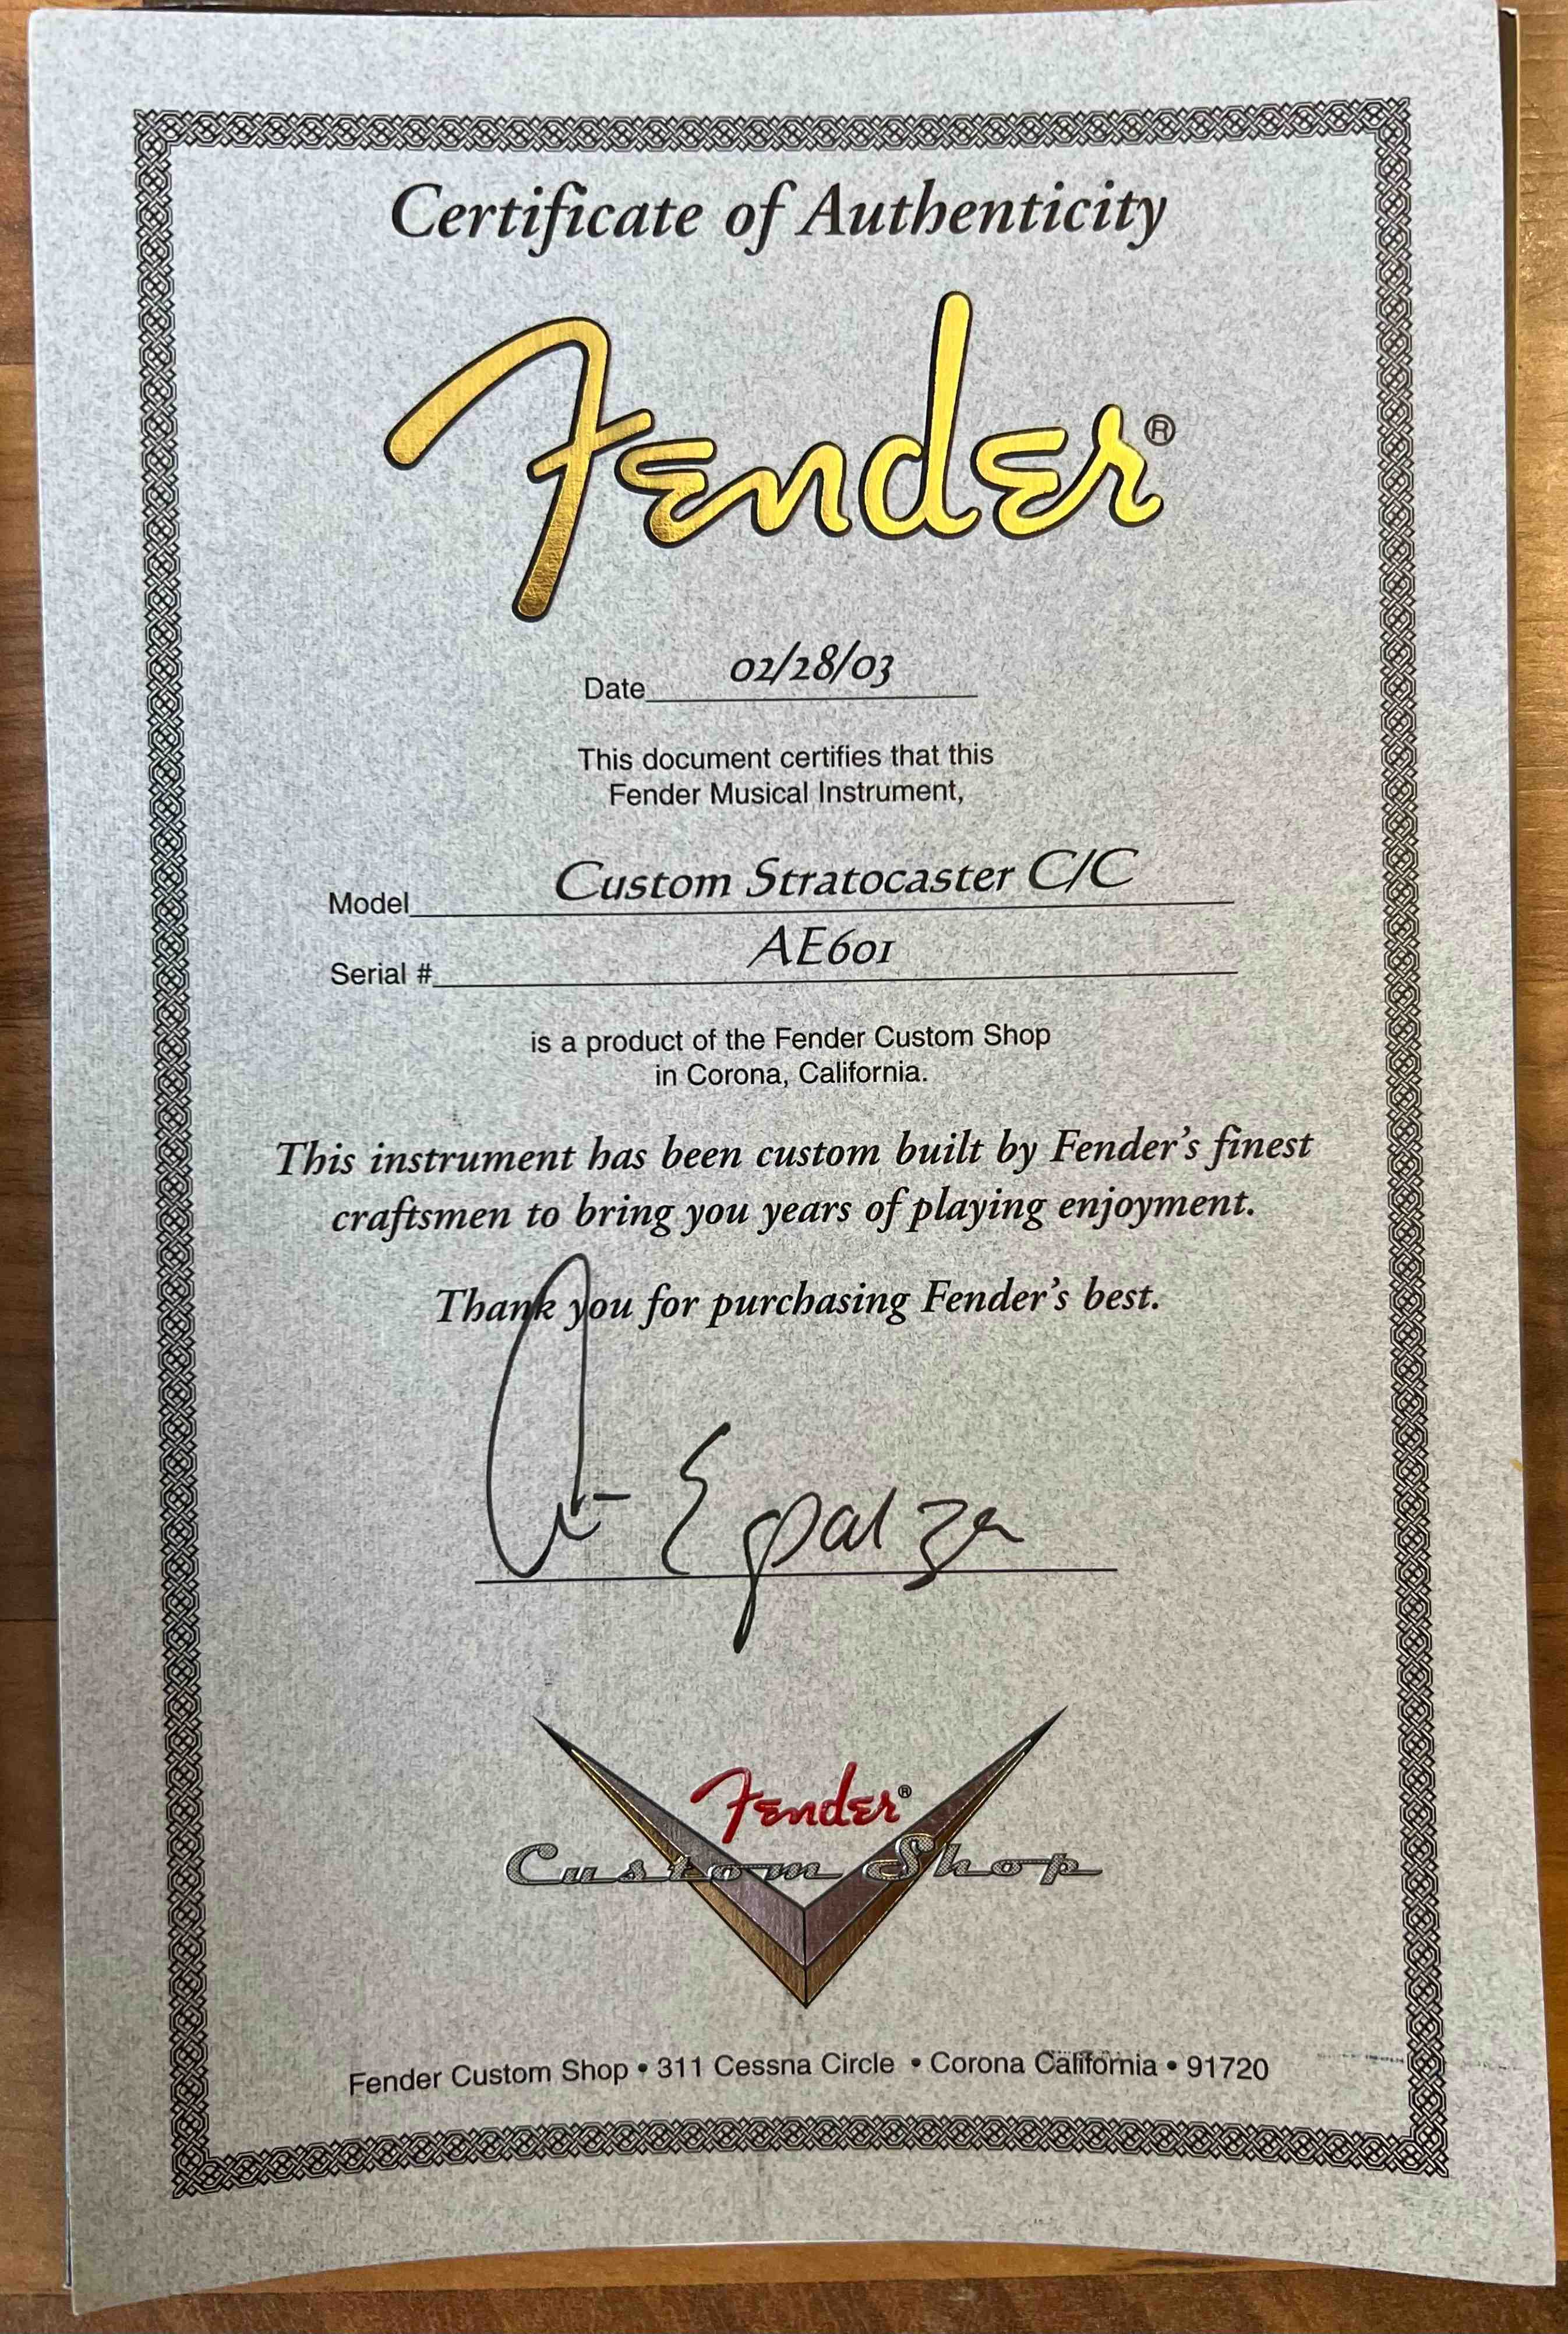 Certificate of Authenticity
Fender®
Date 02/28/03
This document certifies that this
Fender Musical Instrument,
Model Custom Stratocaster C/C
Serial # AE601
is a product of the Fender Custom Shop
in Corona, California.
This instrument has been custom built by Fender's finest
craftsmen to bring you years of playing enjoyment.
Thank you for purchasing Fender's best.
Fender®
Custom Shop
Fender Custom Shop • 311 Cessna Circle • Corona California • 91720